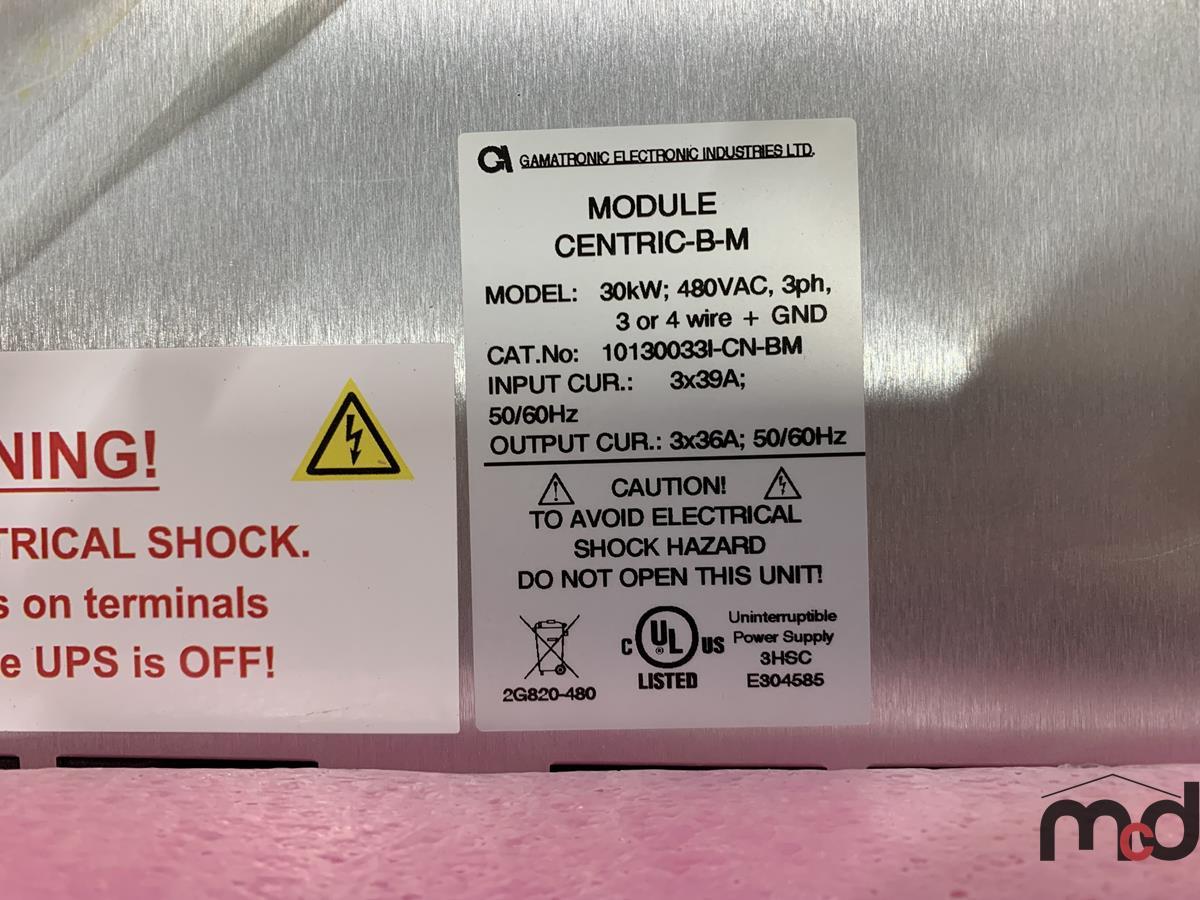 GAMATRONIC ELECTRONIC INDUSTRIES LTD.
MODULE
CENTRIC-B-M
MODEL: 30kW; 480VAC, 3ph,
3 or 4 wire + GND
CAT.No: 10130033I-CN-BM
INPUT CUR.: 3x39A;
50/60Hz
OUTPUT CUR.: 3x36A; 50/60Hz
CAUTION!
TO AVOID ELECTRICAL
SHOCK HAZARD
DO NOT OPEN THIS UNIT!
2G820-480
C UL® US
LISTED
Uninterruptible
Power Supply
3HSC
E304585
NING!
TRICAL SHOCK.
s on terminals
e UPS is OFF!
mcd